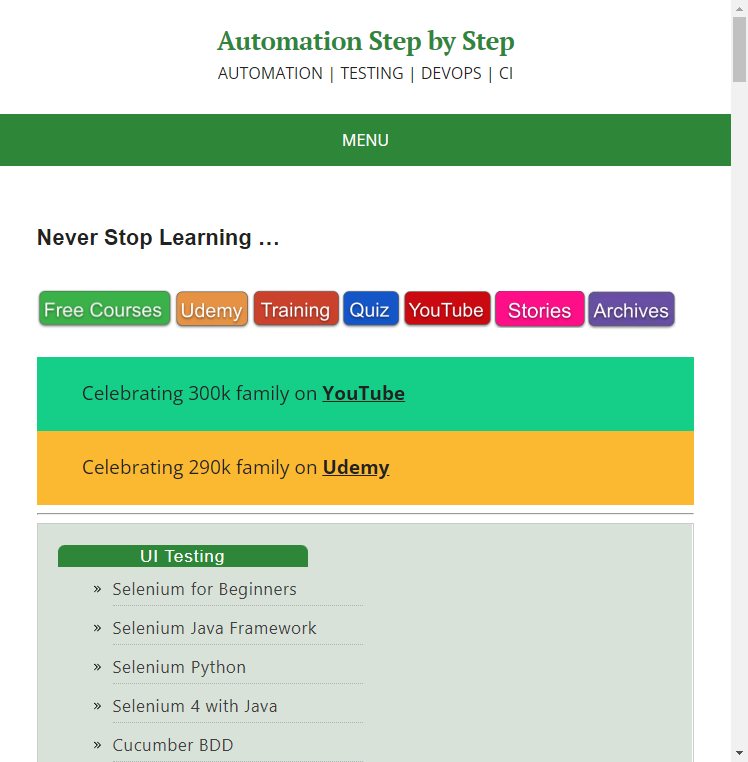 Automation Step by Step
AUTOMATION | TESTING | DEVOPS | CI
MENU
Never Stop Learning …
Free Courses Udemy Training Quiz YouTube Stories Archives
Celebrating 300k family on YouTube
Celebrating 290k family on Udemy
UI Testing
» Selenium for Beginners
» Selenium Java Framework
» Selenium Python
» Selenium 4 with Java
» Cucumber BDD